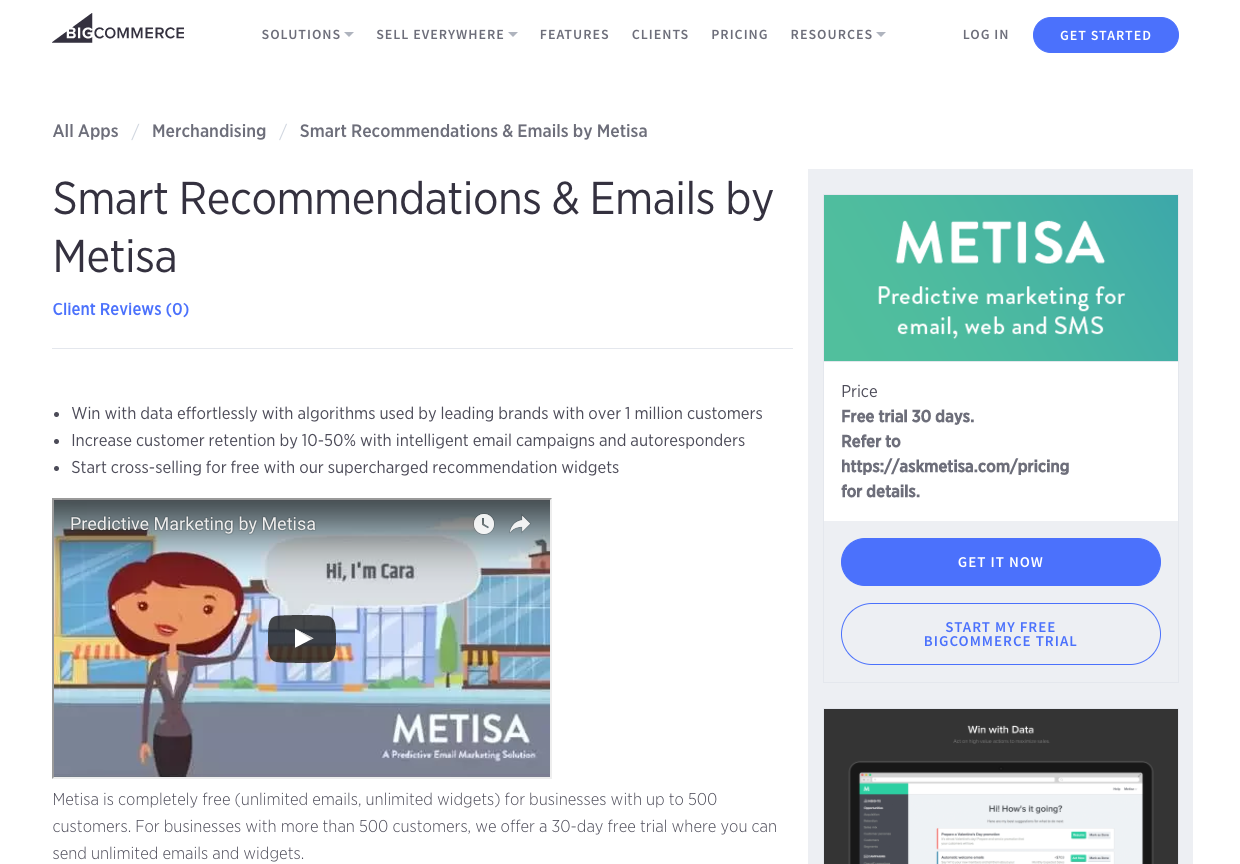 BIGCOMMERCE
SOLUTIONS SELL EVERYWHERE FEATURES CLIENTS PRICING RESOURCES LOG IN GET STARTED
All Apps / Merchandising / Smart Recommendations & Emails by Metisa
Smart Recommendations & Emails by
Metisa
Client Reviews (0)
• Win with data effortlessly with algorithms used by leading brands with over 1 million customers
• Increase customer retention by 10-50% with intelligent email campaigns and autoresponders
• Start cross-selling for free with our supercharged recommendation widgets
Predictive Marketing by Metisa
Hi, I'm Cara
METISA
A Predictive Email Marketing Solution
Metisa is completely free (unlimited emails, unlimited widgets) for businesses with up to 500
customers. For businesses with more than 500 customers, we offer a 30-day free trial where you can
send unlimited emails and widgets.
METISA
Predictive marketing for
email, web and SMS
Price
Free trial 30 days.
Refer to
https://askmetisa.com/pricing
for details.
GET IT NOW
START MY FREE
BIGCOMMERCE TRIAL
Win with Data
Hi! How's it going?